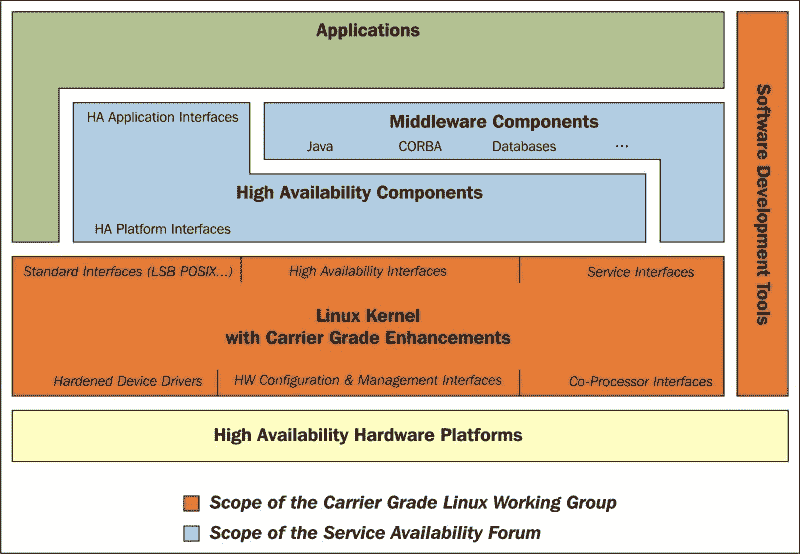 Applications
HA Application Interfaces
Middleware Components
Java CORBA Databases ...
High Availability Components
HA Platform Interfaces
Software Development Tools
Standard Interfaces (LSB POSIX...) High Availability Interfaces Service Interfaces
Linux Kernel
with Carrier Grade Enhancements
Hardened Device Drivers HW Configuration & Management Interfaces Co-Processor Interfaces
High Availability Hardware Platforms
Scope of the Carrier Grade Linux Working Group
Scope of the Service Availability Forum